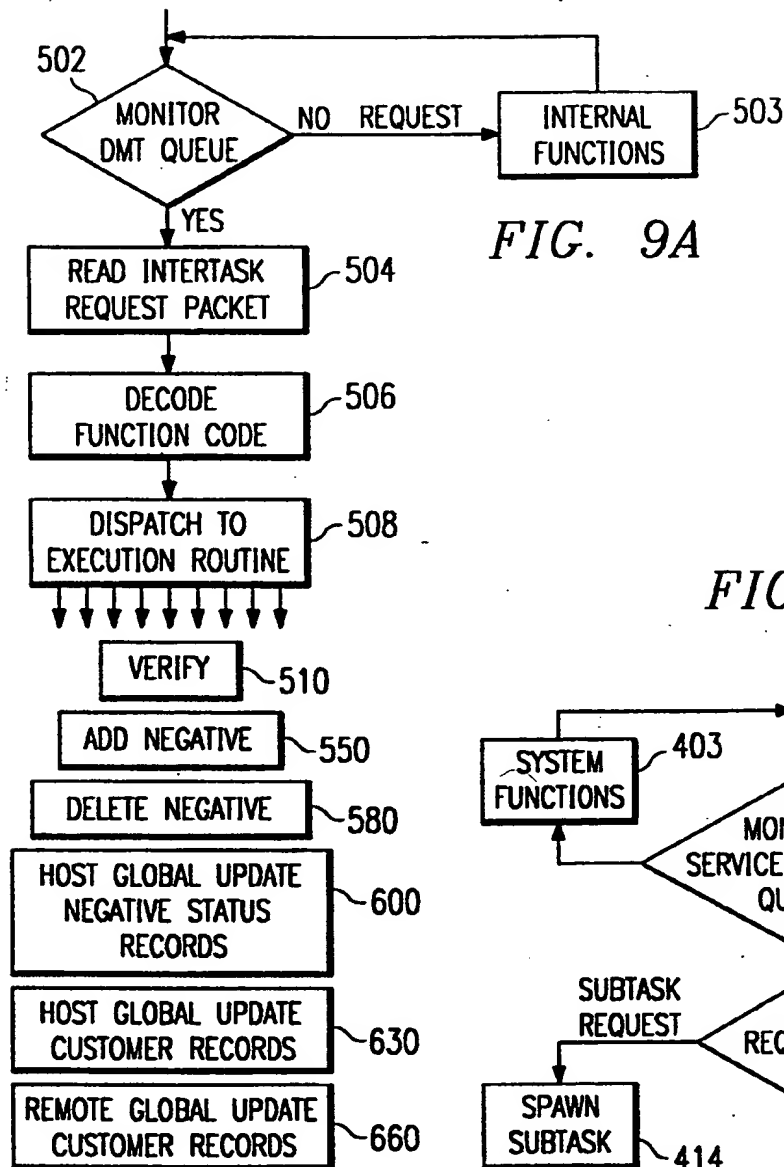 502
MONITOR
DMT QUEUE
NO REQUEST
INTERNAL
FUNCTIONS
503
YES
FIG. 9A
READ INTERTASK
REQUEST PACKET
504
DECODE
FUNCTION CODE
506
DISPATCH TO
EXECUTION ROUTINE
508
VERIFY
510
ADD NEGATIVE
550
DELETE NEGATIVE
580
HOST GLOBAL UPDATE
NEGATIVE STATUS
RECORDS
600
HOST GLOBAL UPDATE
CUSTOMER RECORDS
630
REMOTE GLOBAL UPDATE
CUSTOMER RECORDS
660
SYSTEM
FUNCTIONS
403
SERVICE
SUBTASK
REQUEST
SPAWN
SUBTASK
414